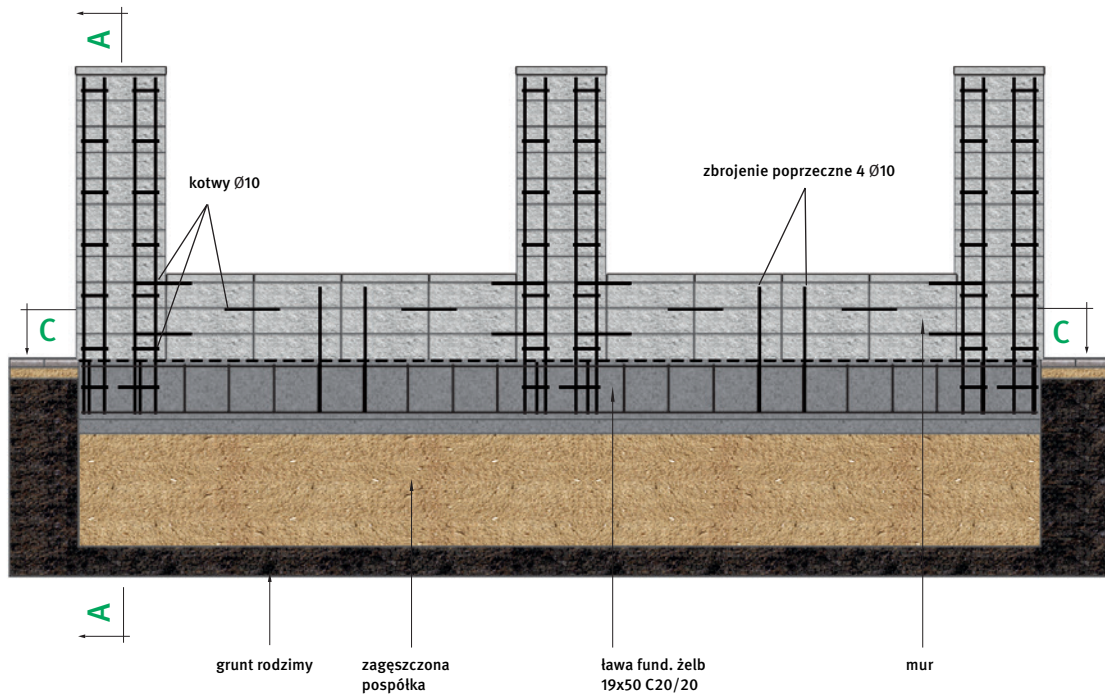 A
kotwy Ø10
zbrojenie poprzeczne 4 Ø10
C
C
A
grunt rodzimy
zagęszczona
pospółka
ława fund. żelb
19x50 C20/20
mur